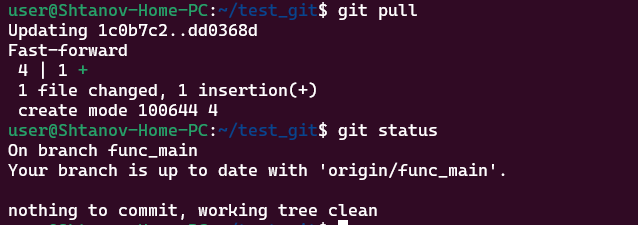 user@Shtanov-Home-PC:~/test_git$ git pull
Updating 1c0b7c2..dd0368d
Fast-forward
 4 | 1 +
 1 file changed, 1 insertion(+)
 create mode 100644 4
user@Shtanov-Home-PC:~/test_git$ git status
On branch func_main
Your branch is up to date with 'origin/func_main'.

nothing to commit, working tree clean